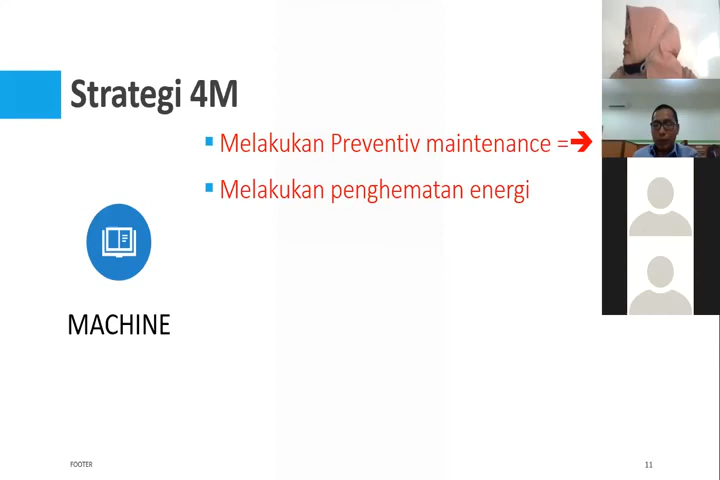 Strategi 4M
Melakukan Preventiv maintenance =➔
Melakukan penghematan energi
MACHINE
FOOTER
11